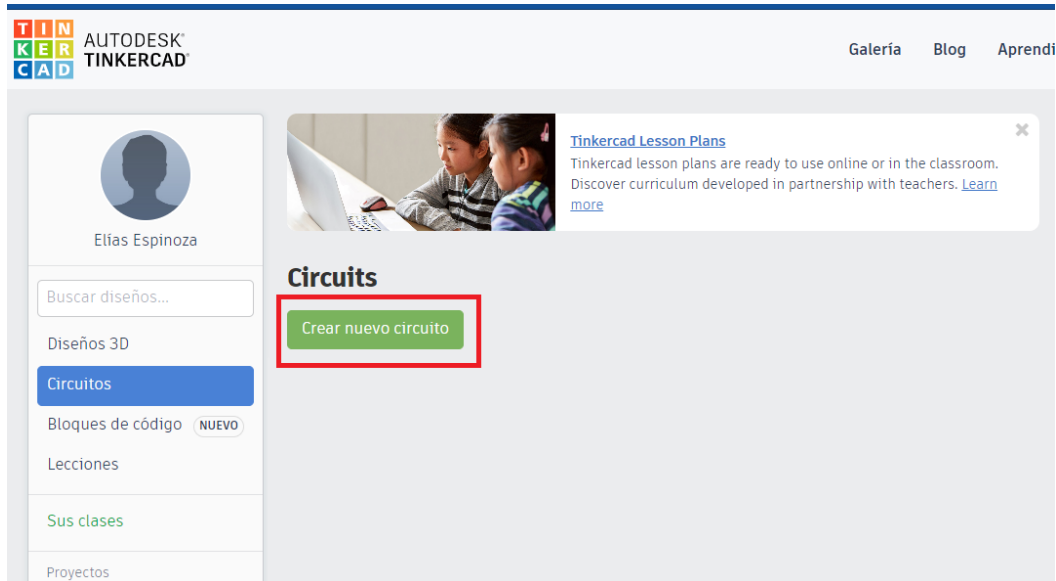 TIN
KER
CAD
AUTODESK®
TINKERCAD®
Galería Blog Aprendi
Elías Espinoza
Buscar diseños...
Diseños 3D
Circuitos
Bloques de código NUEVO
Lecciones
Sus clases
Proyectos
Tinkercad Lesson Plans
Tinkercad lesson plans are ready to use online or in the classroom.
Discover curriculum developed in partnership with teachers. Learn
more
Circuits
Crear nuevo circuito